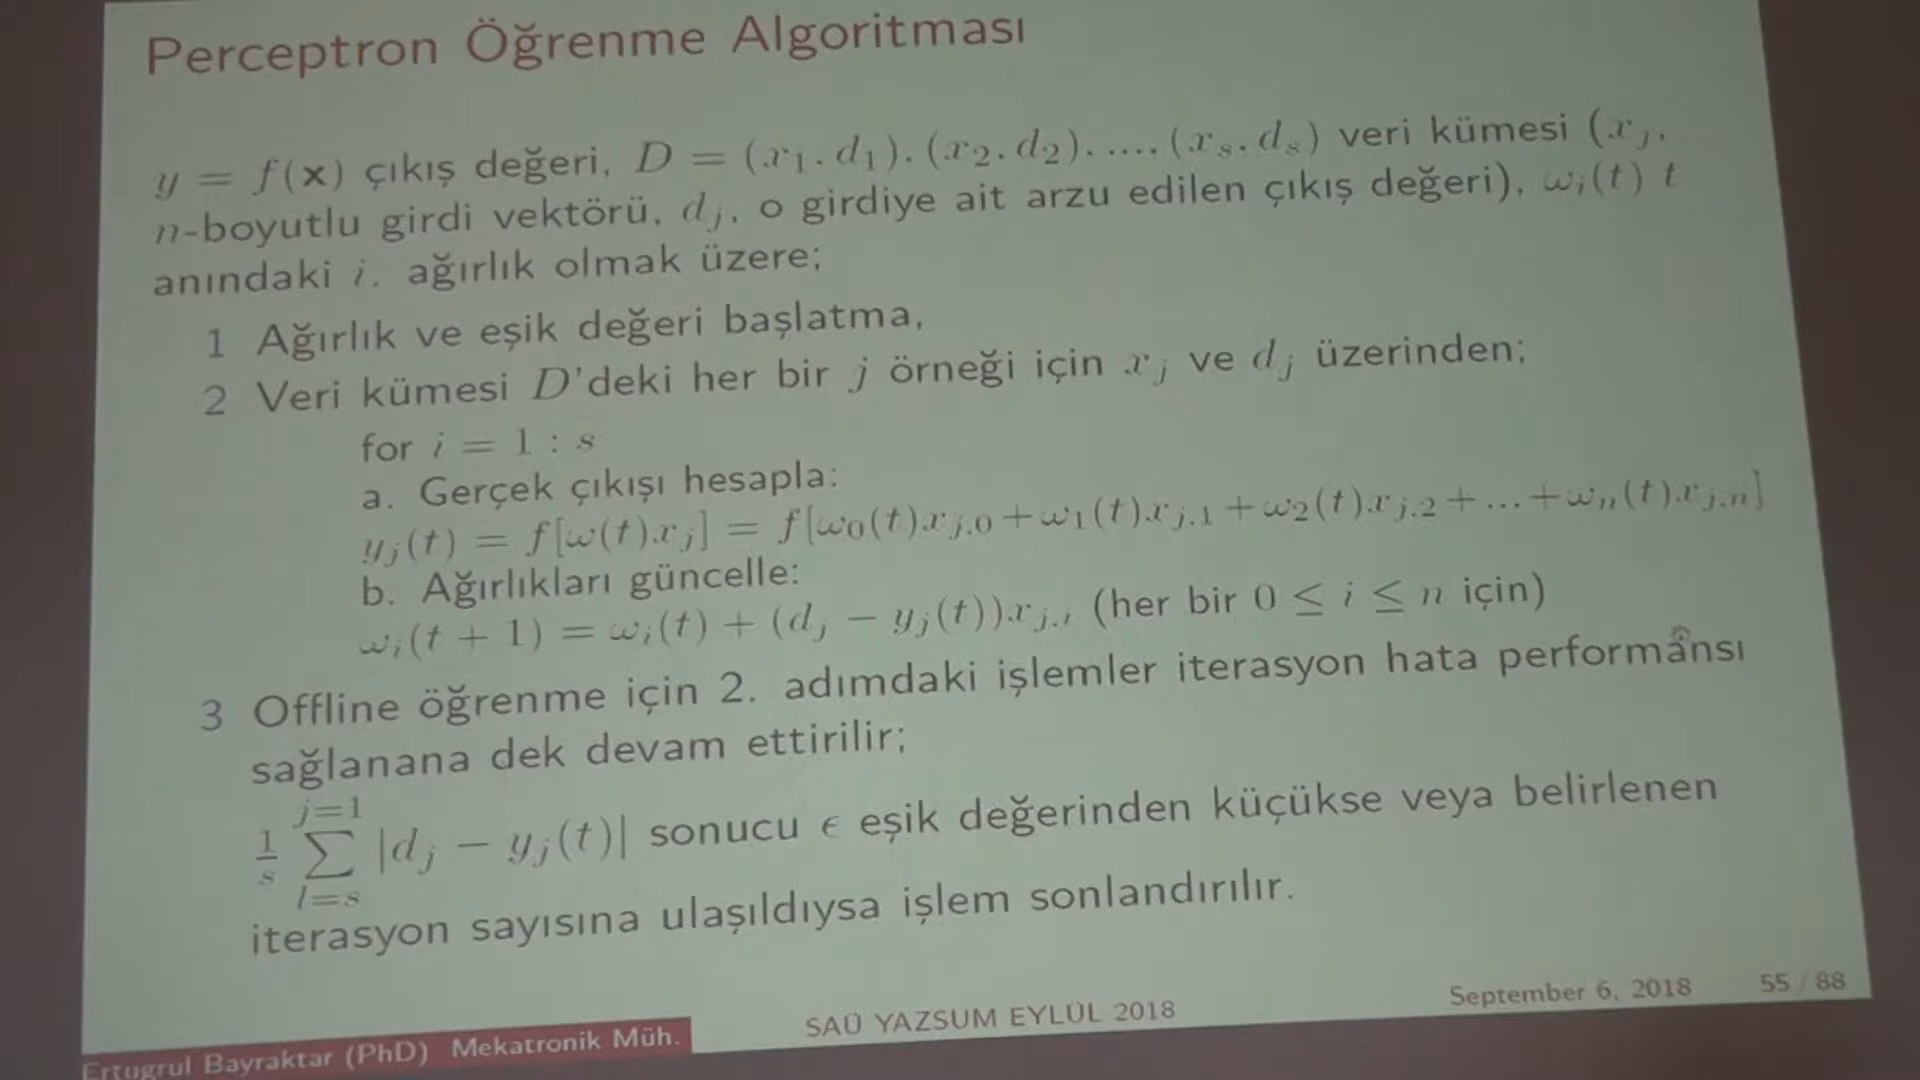 Perceptron Öğrenme Algoritması
y = f(x) çıkış değeri, D = (x₁, d₁), (x₂, d₂), ..., (xₛ, dₛ) veri kümesi (xⱼ,
n-boyutlu girdi vektörü, dⱼ, o girdiye ait arzu edilen çıkış değeri), ωᵢ(t) t
anındaki i. ağırlık olmak üzere;
1 Ağırlık ve eşik değeri başlatma,
2 Veri kümesi D'deki her bir j örneği için xⱼ ve dⱼ üzerinden;
for i = 1 : s
a. Gerçek çıkışı hesapla:
yⱼ(t) = f[ω(t).xⱼ] = f[ω₀(t)xⱼ,₀+ω₁(t)xⱼ,₁+ω₂(t)xⱼ,₂+...+ωₙ(t)xⱼ,ₙ]
b. Ağırlıkları güncelle:
ωᵢ(t + 1) = ωᵢ(t) + (dⱼ − yⱼ(t))xⱼ,ᵢ (her bir 0 ≤ i ≤ n için)
3 Offline öğrenme için 2. adımdaki işlemler iterasyon hata performansı
sağlanana dek devam ettirilir;
j=1
1/s ∑ |dⱼ − yⱼ(t)| sonucu ϵ eşik değerinden küçükse veya belirlenen
l=s
iterasyon sayısına ulaşıldıysa işlem sonlandırılır.
Ertugrul Bayraktar (PhD) Mekatronik Müh. SAÜ YAZSUM EYLÜL 2018 September 6, 2018 55 / 88